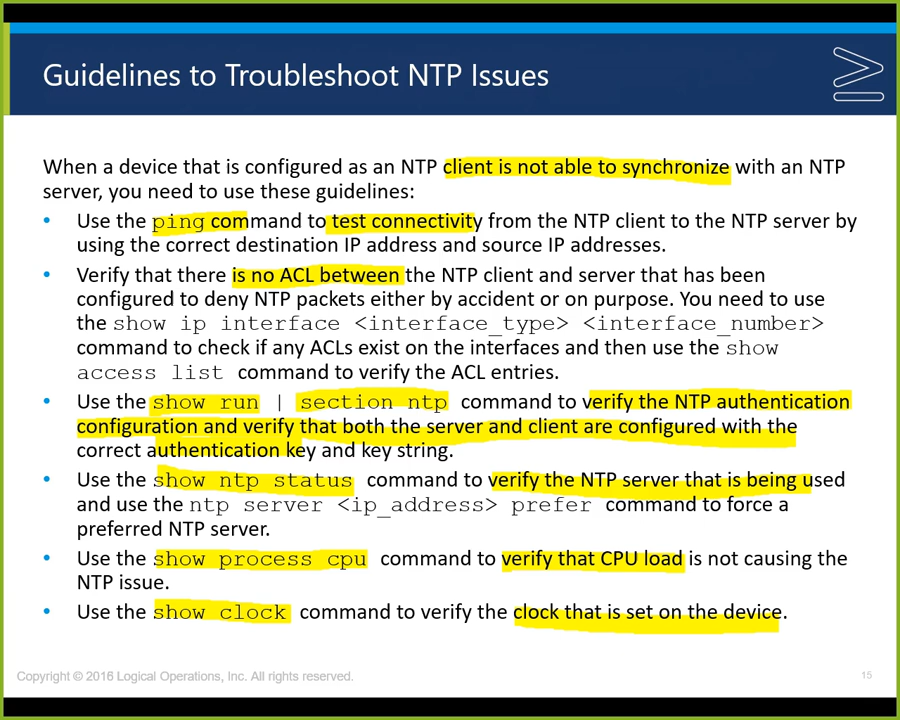 Guidelines to Troubleshoot NTP Issues
When a device that is configured as an NTP client is not able to synchronize with an NTP
server, you need to use these guidelines:
• Use the ping command to test connectivity from the NTP client to the NTP server by
using the correct destination IP address and source IP addresses.
• Verify that there is no ACL between the NTP client and server that has been
configured to deny NTP packets either by accident or on purpose. You need to use
the show ip interface <interface_type> <interface_number>
command to check if any ACLs exist on the interfaces and then use the show
access list command to verify the ACL entries.
• Use the show run | section ntp command to verify the NTP authentication
configuration and verify that both the server and client are configured with the
correct authentication key and key string.
• Use the show ntp status command to verify the NTP server that is being used
and use the ntp server <ip_address> prefer command to force a
preferred NTP server.
• Use the show process cpu command to verify that CPU load is not causing the
NTP issue.
• Use the show clock command to verify the clock that is set on the device.
Copyright © 2016 Logical Operations, Inc. All rights reserved.
15